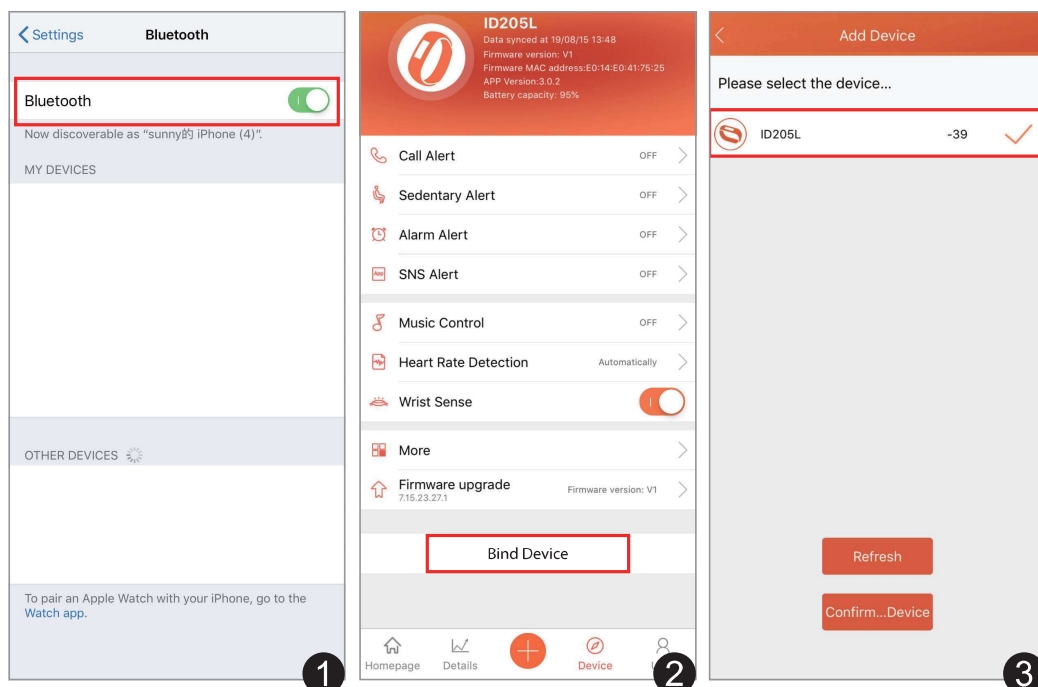 Settings
Bluetooth
Bluetooth
Now discoverable as “sunny的 iPhone (4)”.
MY DEVICES
OTHER DEVICES
To pair an Apple Watch with your iPhone, go to the
Watch app.
1
ID205L
Data synced at 19/08/15 13:48
Firmware version: V1
Firmware MAC address:E0:14:E0:41:75:25
APP Version:3.0.2
Battery capacity: 95%
Call Alert OFF
Sedentary Alert OFF
Alarm Alert OFF
App
SNS Alert OFF
Music Control OFF
Heart Rate Detection Automatically
Wrist Sense
More
Firmware upgrade Firmware version: V1
7.15.23.27.1
Bind Device
Homepage Details Device
2
Add Device
Please select the device...
ID205L -39
Refresh
Confirm...Device
3